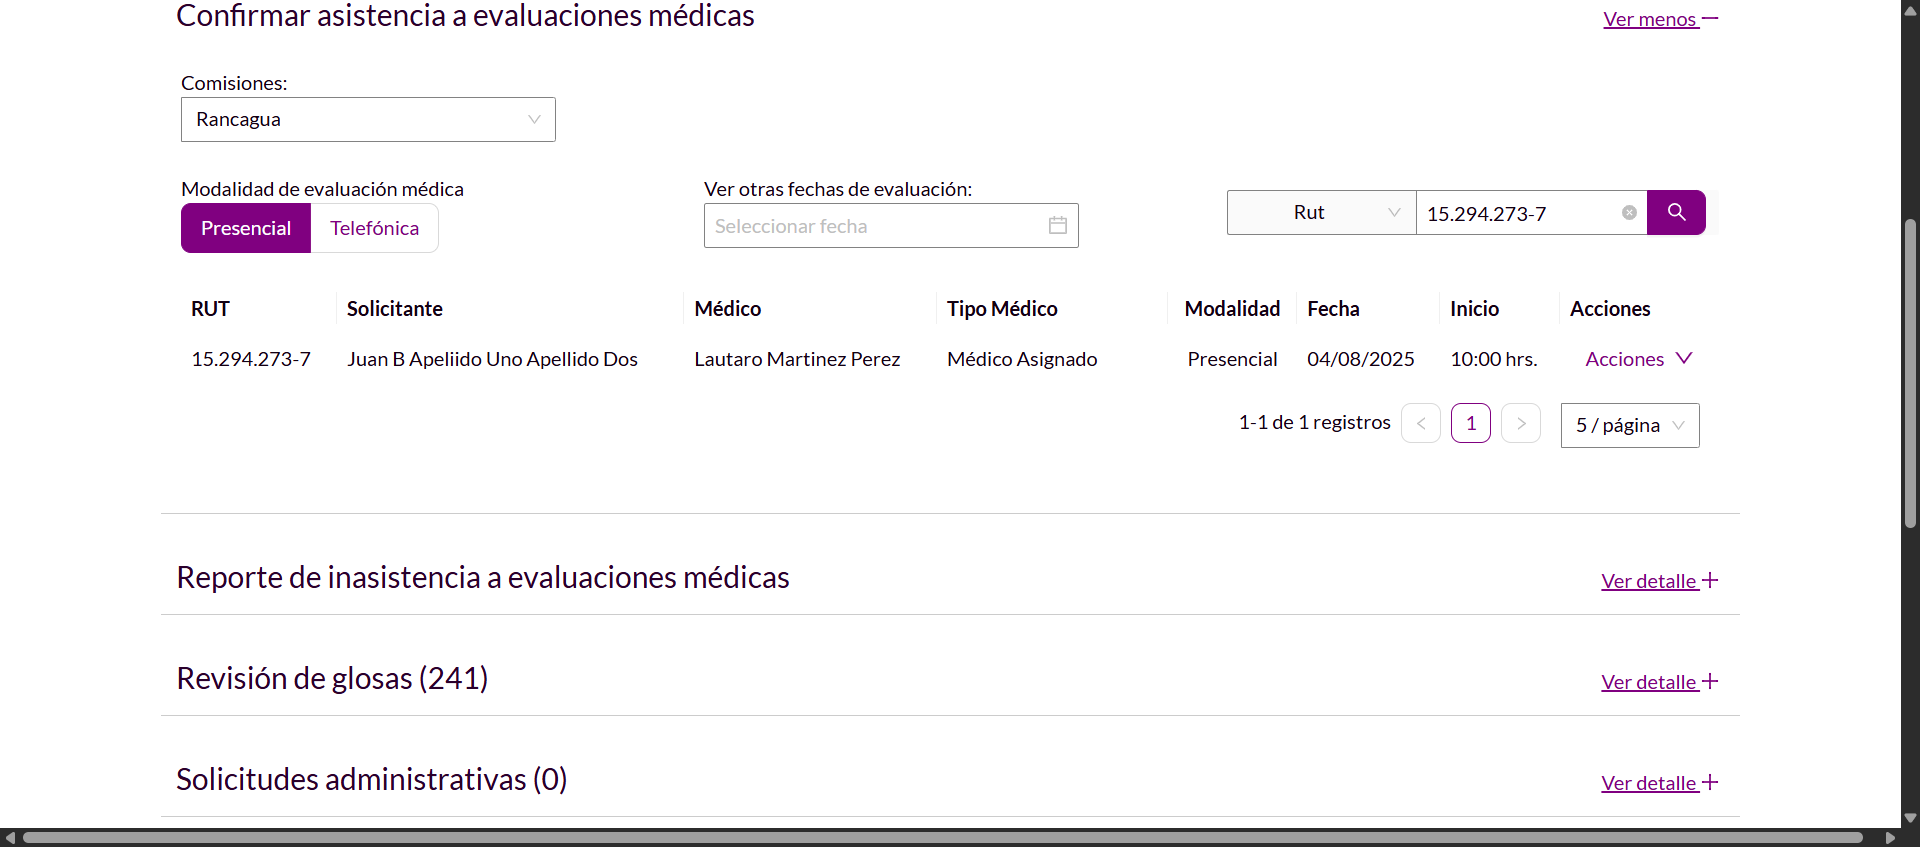 Confirmar asistencia a evaluaciones médicas
Ver menos
Comisiones:
Rancagua
Modalidad de evaluación médica
Presencial Telefónica
Ver otras fechas de evaluación:
Seleccionar fecha
Rut 15.294.273-7
RUT Solicitante Médico Tipo Médico Modalidad Fecha Inicio Acciones
15.294.273-7 Juan B Apeliido Uno Apellido Dos Lautaro Martinez Perez Médico Asignado Presencial 04/08/2025 10:00 hrs. Acciones
1-1 de 1 registros < 1 > 5 / página
Reporte de inasistencia a evaluaciones médicas
Ver detalle +
Revisión de glosas (241)
Ver detalle +
Solicitudes administrativas (0)
Ver detalle +